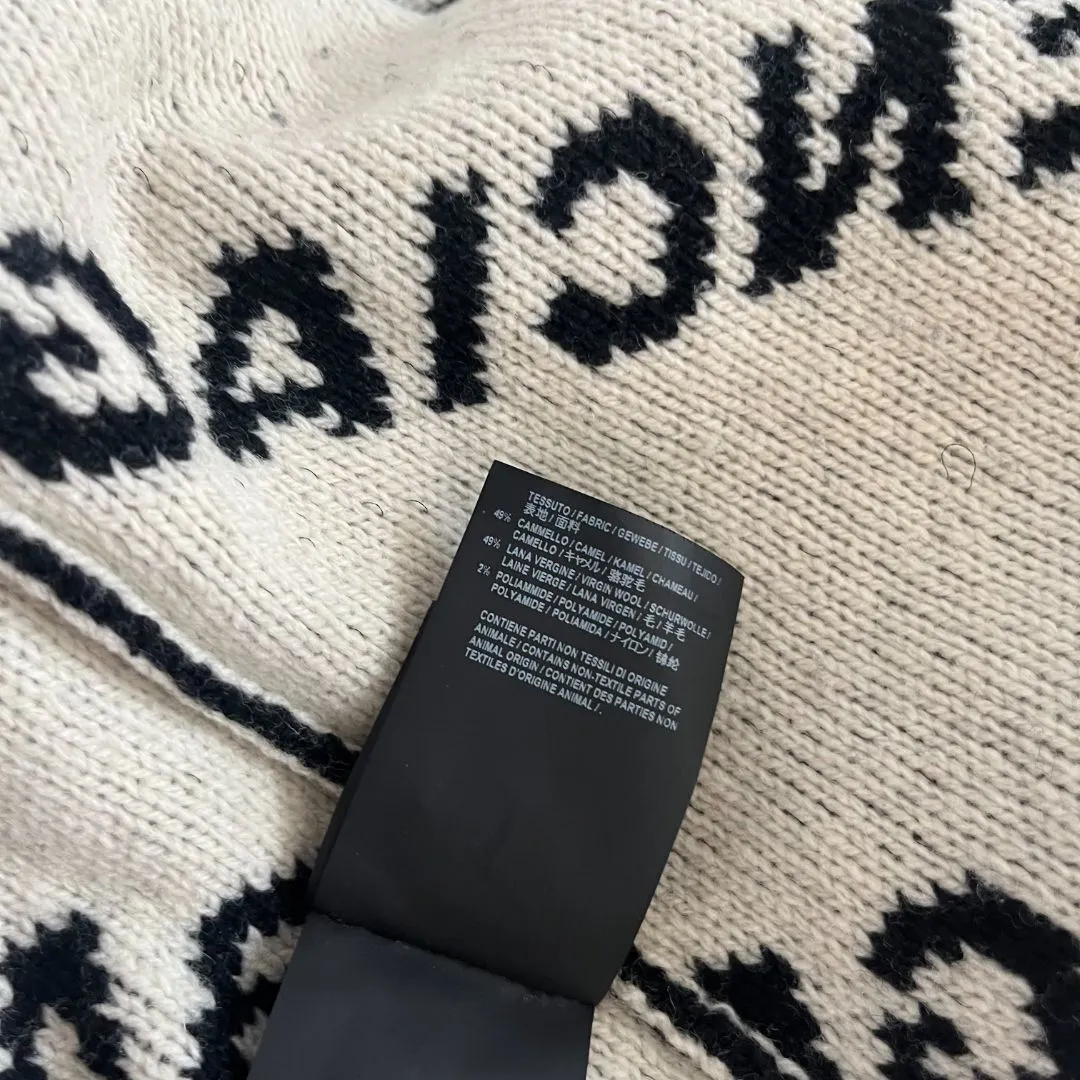 TESSUTO / FABRIC / GEWEBE / TISSU / TEJIDO /
表地 / 面料
49% CAMMELLO / CAMEL / KAMEL / CHAMEAU /
CAMELLO / キャメル / 骆驼毛
49% LANA VERGINE / VIRGIN WOOL / SCHURWOLLE /
LAINE VIERGE / LANA VIRGEN / 毛 / 羊毛
2% POLIAMMIDE / POLYAMIDE / POLYAMID /
POLYAMIDE / POLIAMIDA / ナイロン / 锦纶
CONTIENE PARTI NON TESSILI DI ORIGINE
ANIMALE / CONTAINS NON-TEXTILE PARTS OF
ANIMAL ORIGIN / CONTIENT DES PARTIES NON
TEXTILES D'ORIGINE ANIMAL /.